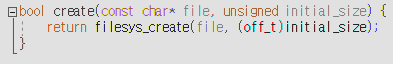 bool create(const char* file, unsigned initial_size) {
    return filesys_create(file, (off_t)initial_size);
}